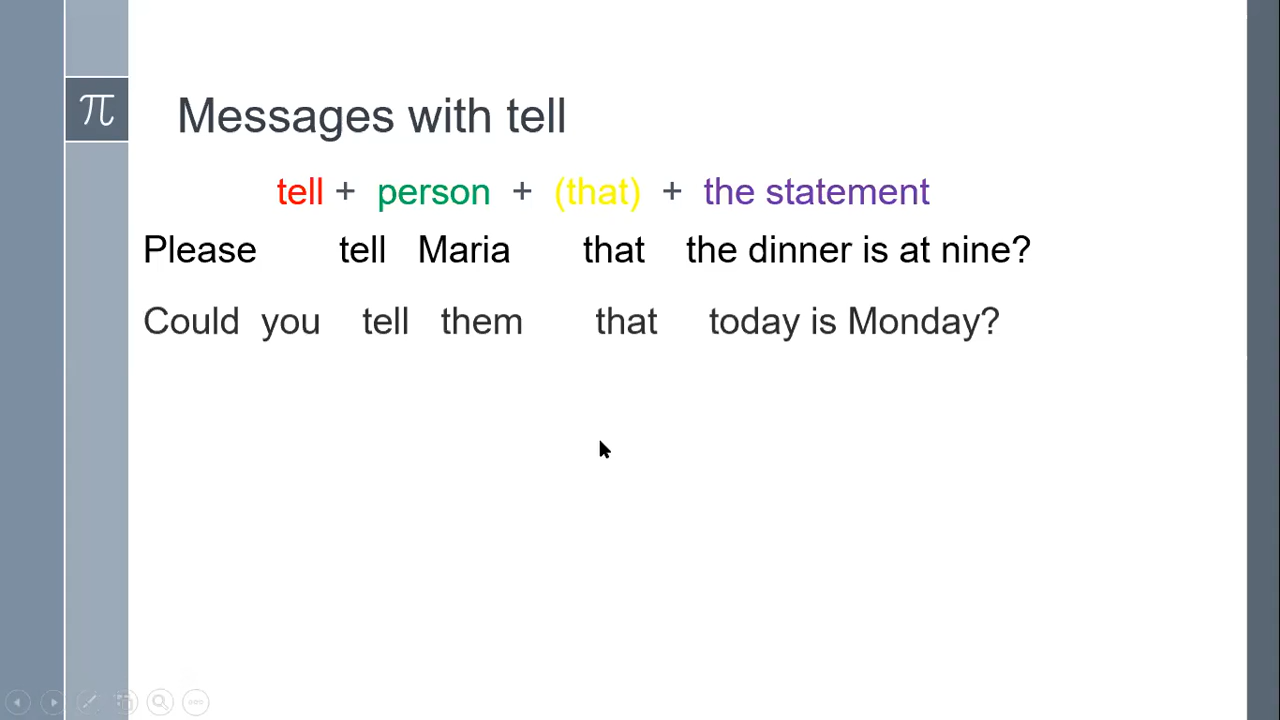 π
Messages with tell
tell + person + (that) + the statement
Please tell Maria that the dinner is at nine?
Could you tell them that today is Monday?